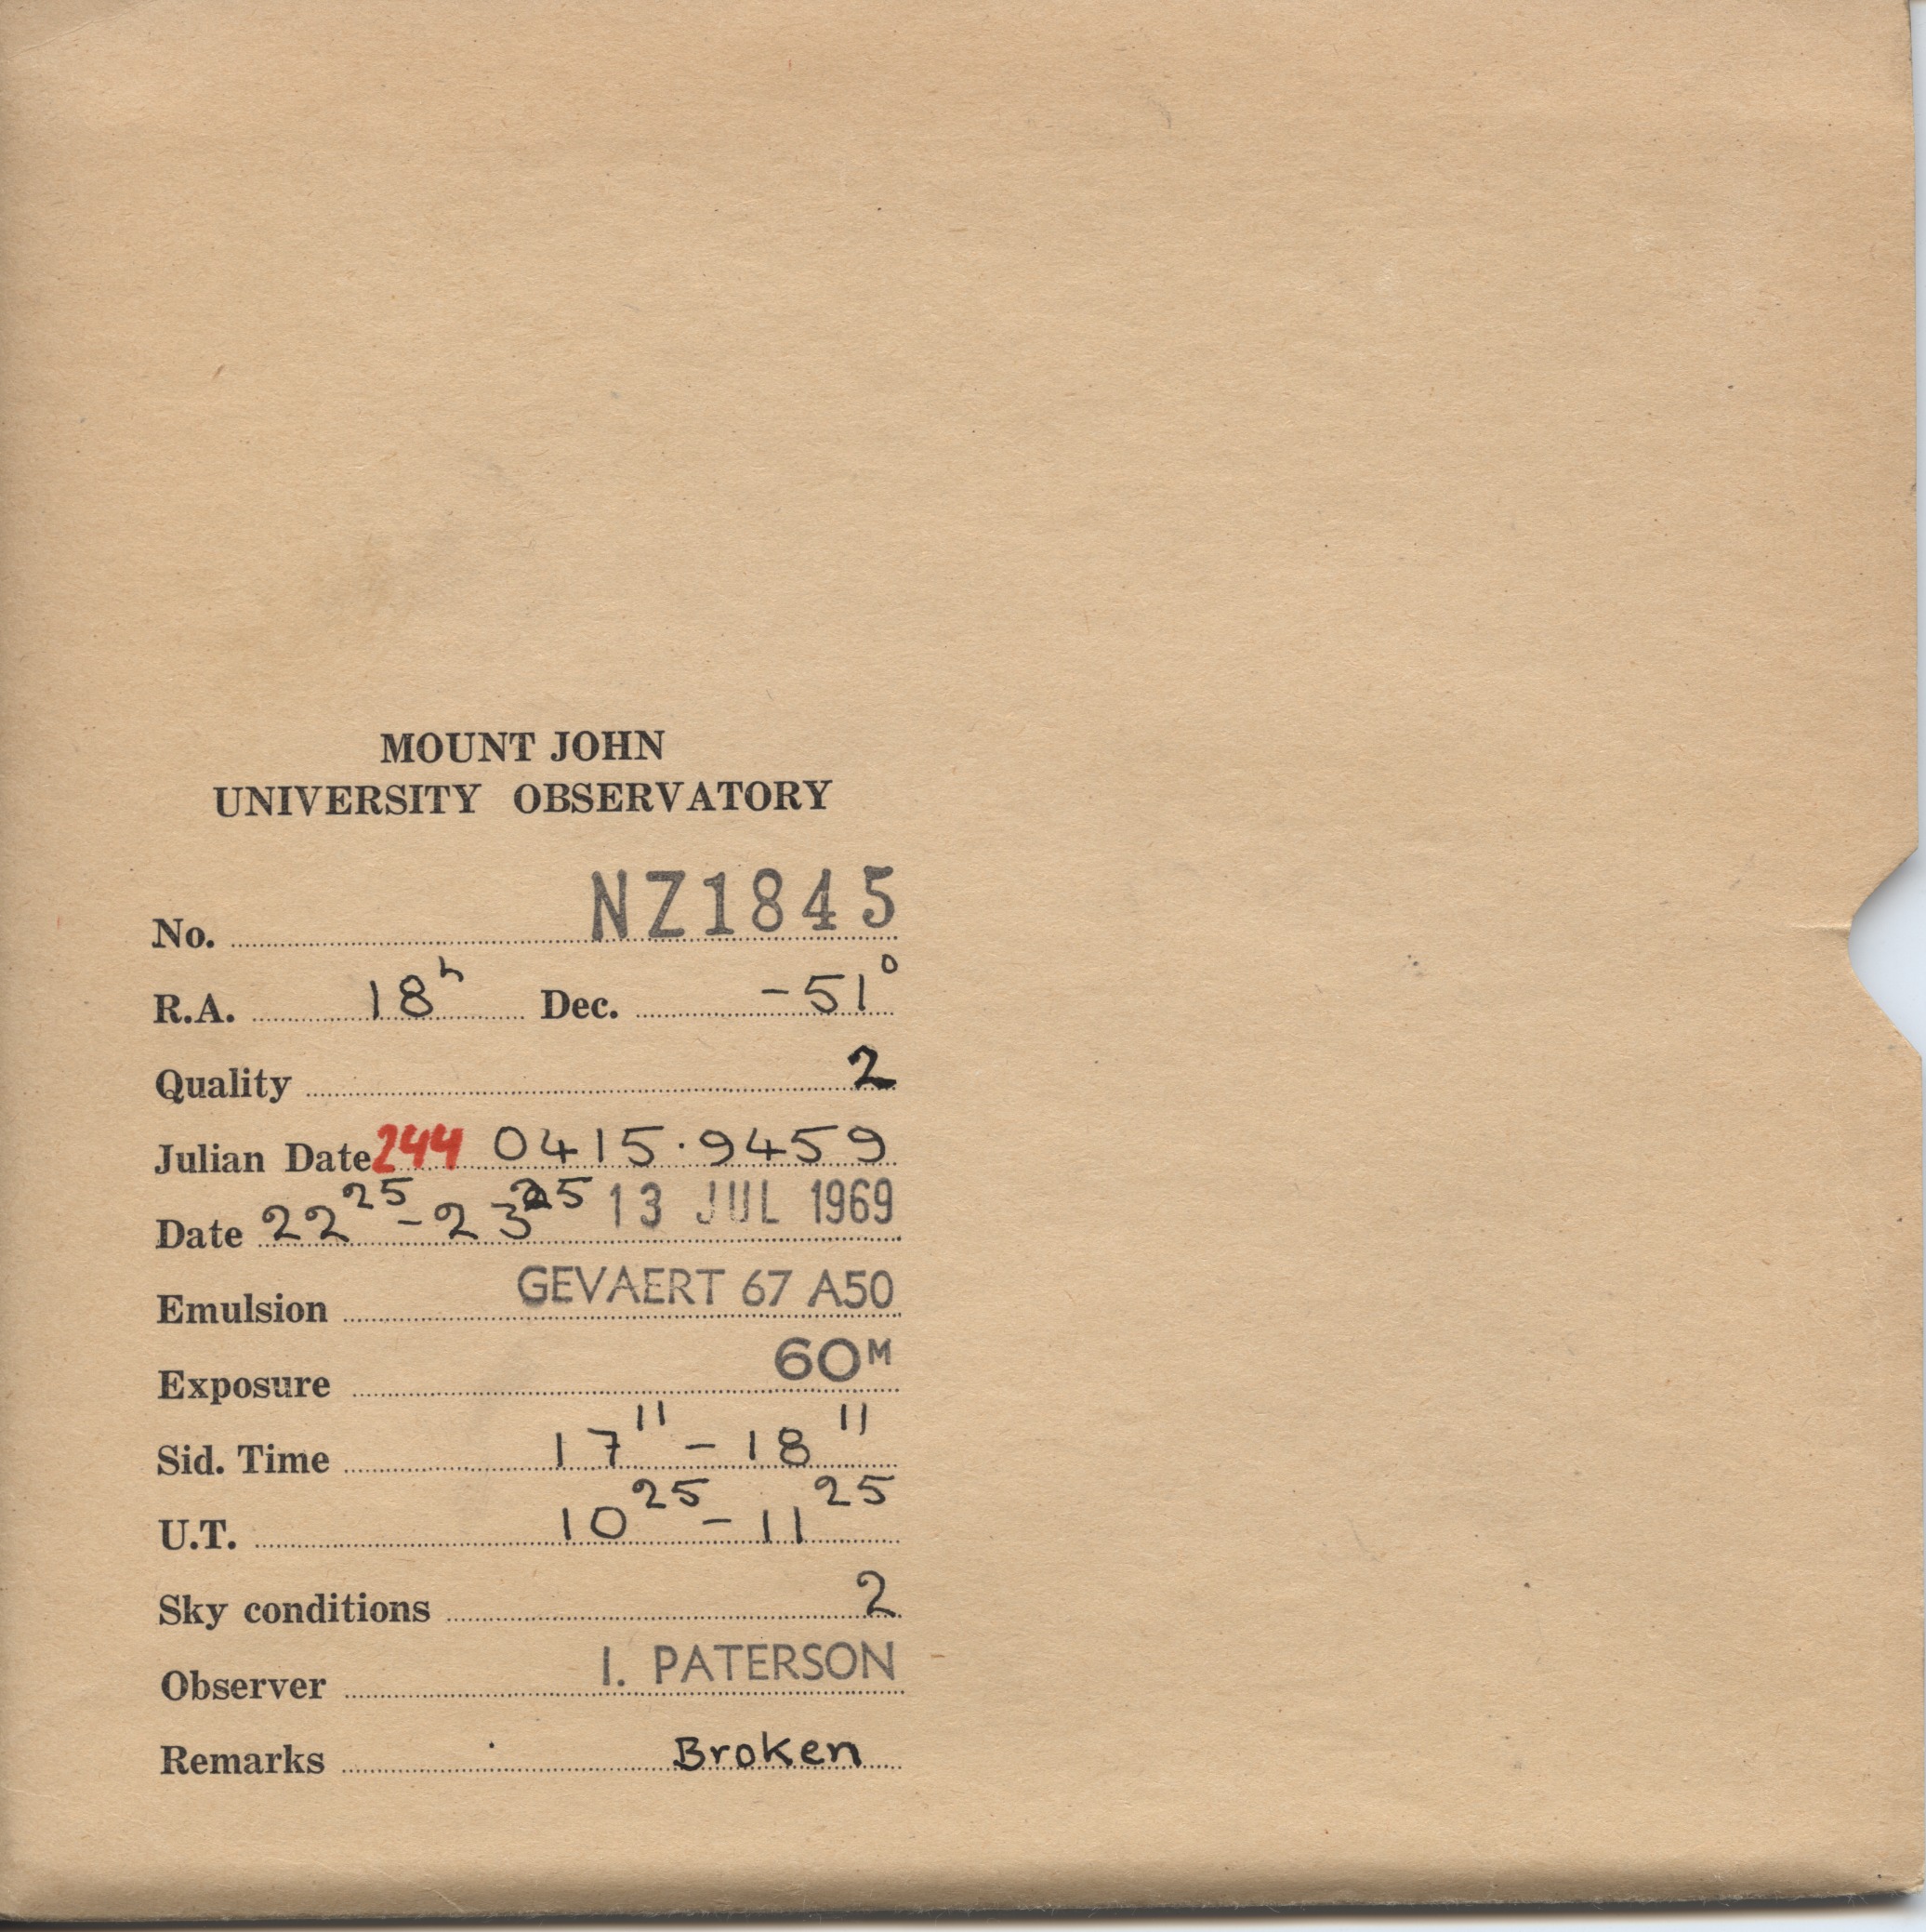 MOUNT JOHN
UNIVERSITY OBSERVATORY
No. NZ1845
R.A. 18ʰ Dec. -51°
Quality 2
Julian Date 244 0415.9459
Date 22²⁵-23²⁵ 13 JUL 1969
Emulsion GEVAERT 67 A50
Exposure 60ᴹ
Sid. Time 17¹¹-18¹¹
U.T. 10²⁵-11²⁵
Sky conditions 2
Observer I. PATERSON
Remarks Broken